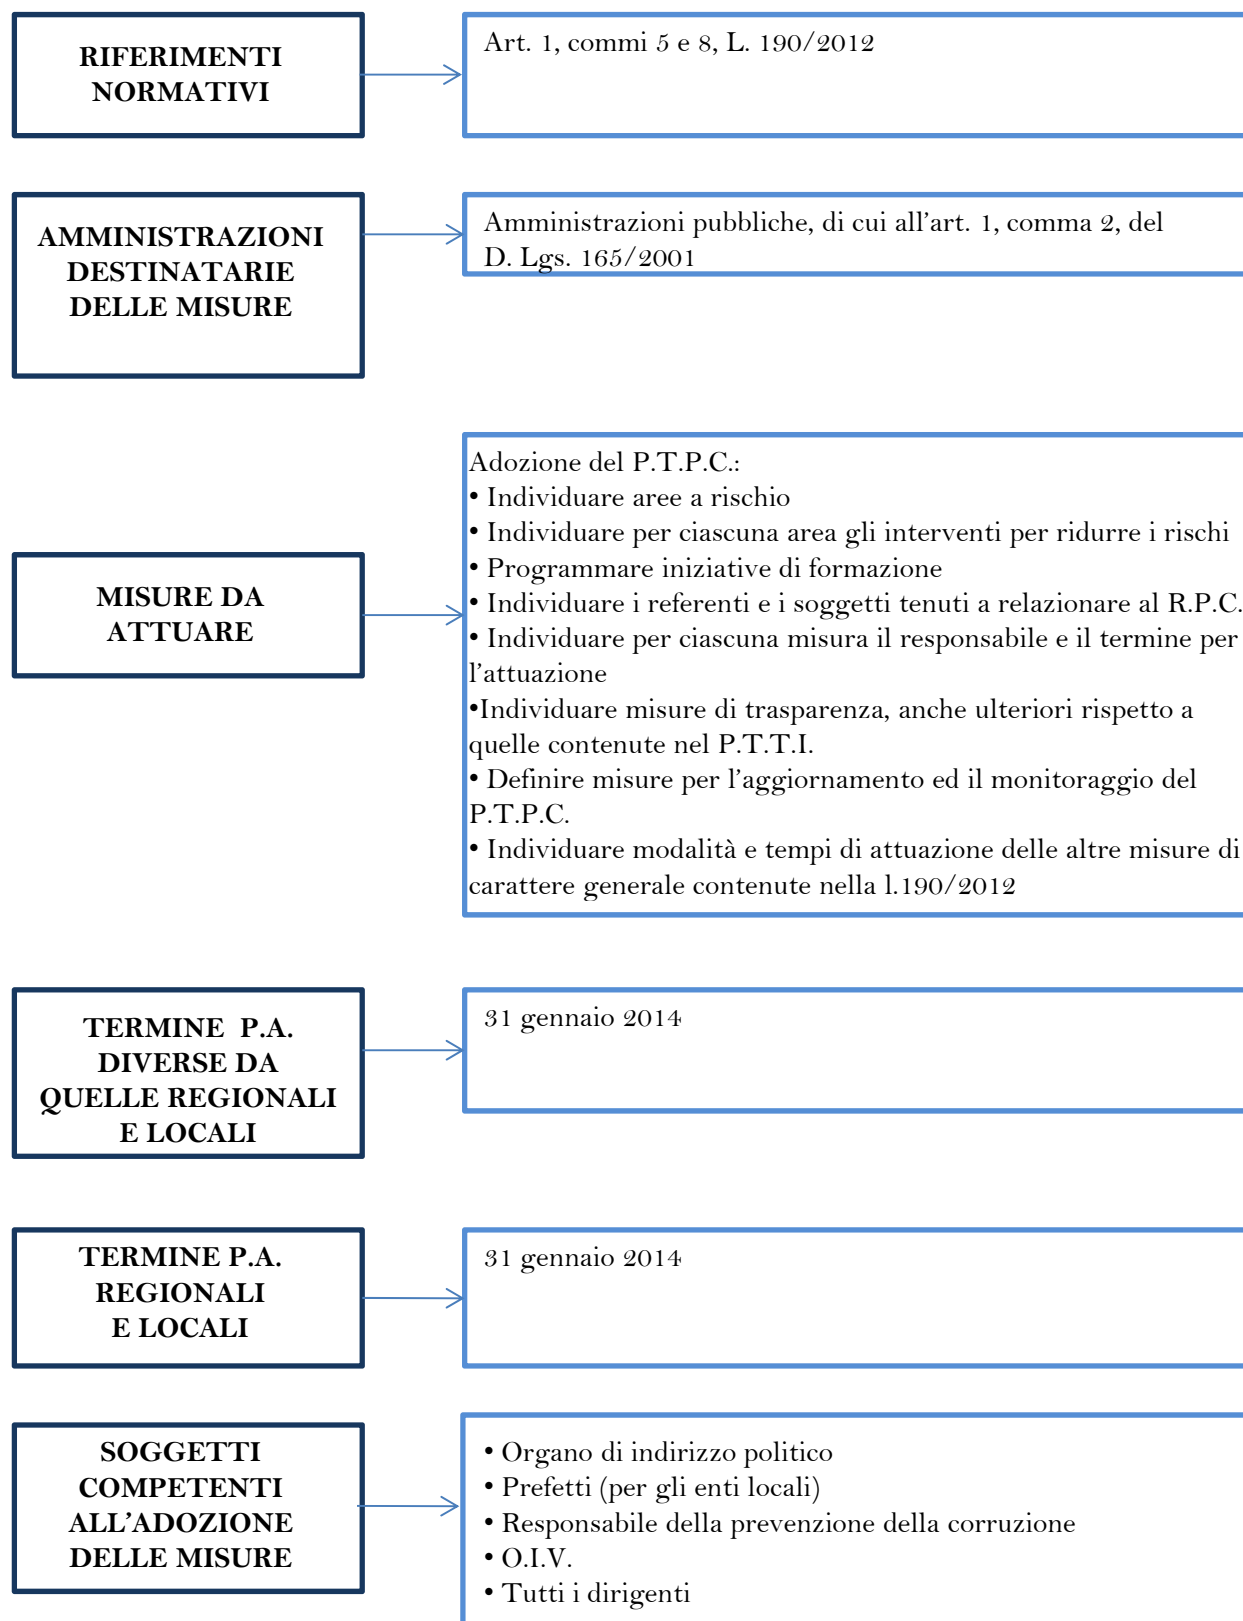 RIFERIMENTI
NORMATIVI
Art. 1, commi 5 e 8, L. 190/2012
AMMINISTRAZIONI
DESTINATARIE
DELLE MISURE
Amministrazioni pubbliche, di cui all’art. 1, comma 2, del
D. Lgs. 165/2001
MISURE DA
ATTUARE
Adozione del P.T.P.C.:
• Individuare aree a rischio
• Individuare per ciascuna area gli interventi per ridurre i rischi
• Programmare iniziative di formazione
• Individuare i referenti e i soggetti tenuti a relazionare al R.P.C.
• Individuare per ciascuna misura il responsabile e il termine per
l’attuazione
•Individuare misure di trasparenza, anche ulteriori rispetto a
quelle contenute nel P.T.T.I.
• Definire misure per l’aggiornamento ed il monitoraggio del
P.T.P.C.
• Individuare modalità e tempi di attuazione delle altre misure di
carattere generale contenute nella l.190/2012
TERMINE P.A.
DIVERSE DA
QUELLE REGIONALI
E LOCALI
31 gennaio 2014
TERMINE P.A.
REGIONALI
E LOCALI
31 gennaio 2014
SOGGETTI
COMPETENTI
ALL’ADOZIONE
DELLE MISURE
• Organo di indirizzo politico
• Prefetti (per gli enti locali)
• Responsabile della prevenzione della corruzione
• O.I.V.
• Tutti i dirigenti